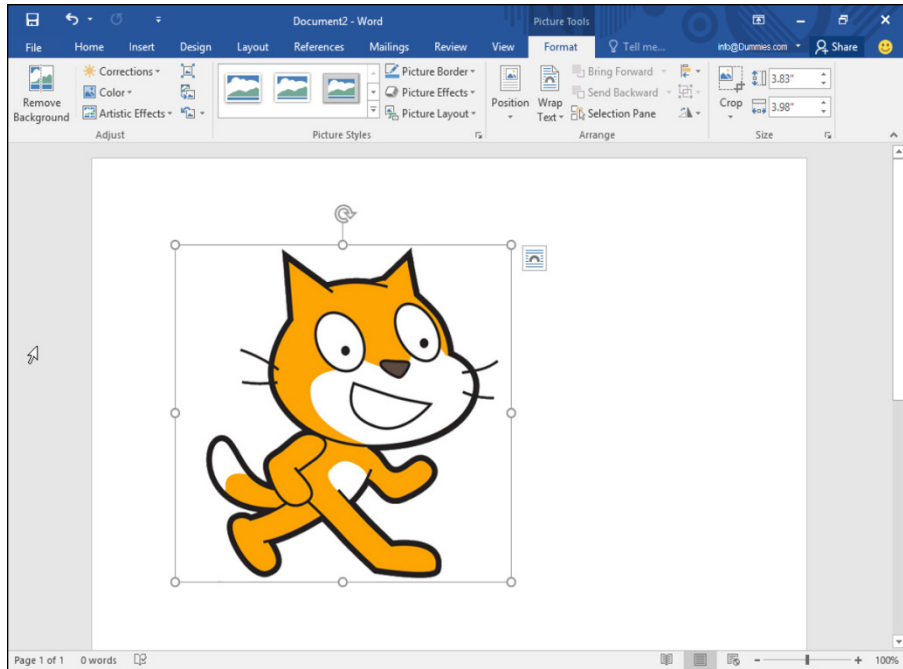 Document2 - Word
Picture Tools
File Home Insert Design Layout References Mailings Review View Format Tell me... info@Dummies.com Share
Remove Background
Corrections
Color
Artistic Effects
Adjust
Picture Border
Picture Effects
Picture Layout
Picture Styles
Position
Wrap Text
Bring Forward
Send Backward
Selection Pane
Arrange
Crop
3.83"
3.98"
Size
Page 1 of 1 0 words
100%